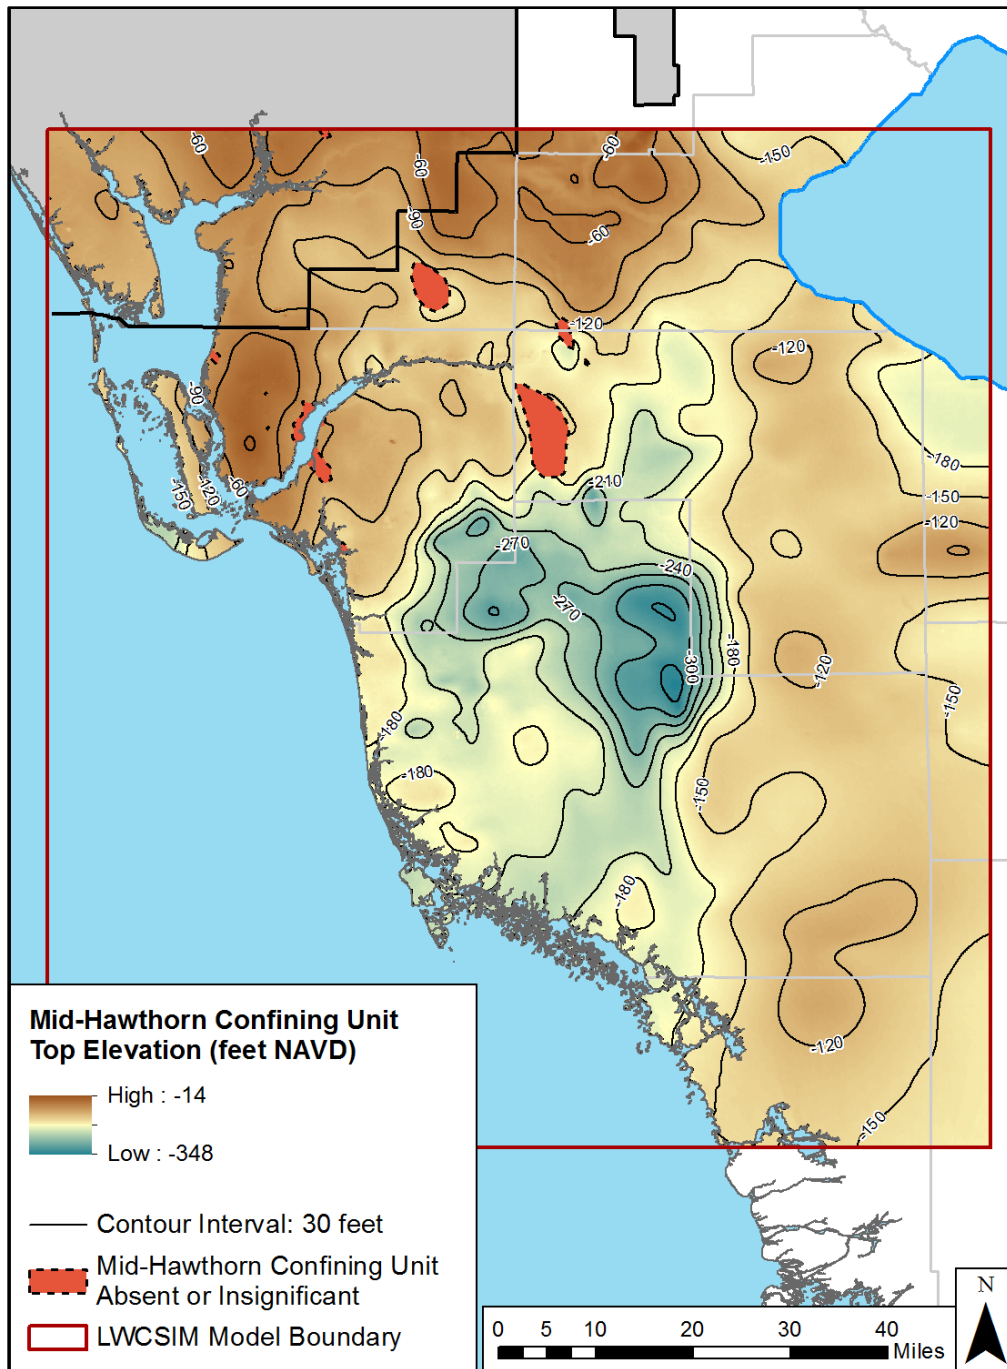 -60
-60
-60
-150
-90
-60
-120
-120
-90
-180
-60
-210
-150
-120
-150
-120
-270
-240
-270
-180
-300
-120
-150
-180
-180
-150
-180
-120
-150
Mid-Hawthorn Confining Unit
Top Elevation (feet NAVD)
High : -14
Low : -348
Contour Interval: 30 feet
Mid-Hawthorn Confining Unit
Absent or Insignificant
LWCSIM Model Boundary
0 5 10 20 30 40
Miles
N